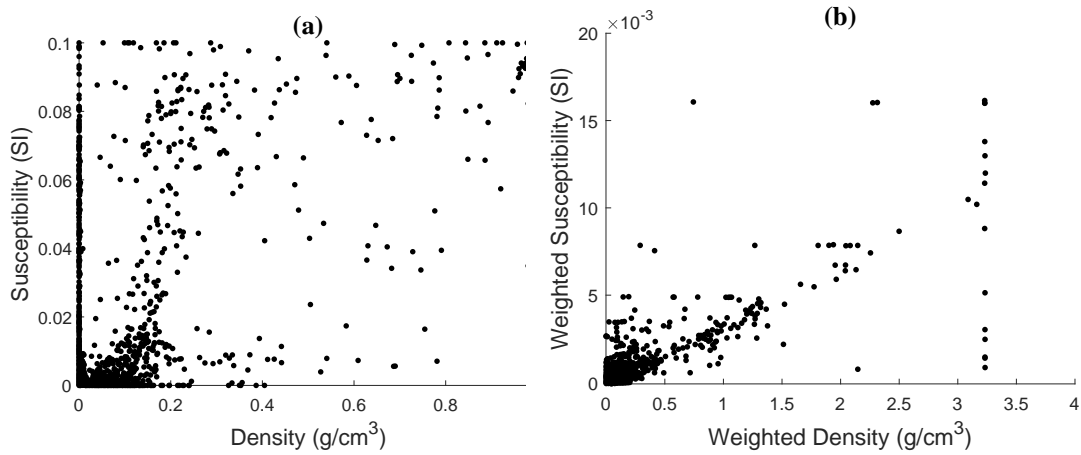 (a)
Susceptibility (SI)
0.1
0.08
0.06
0.04
0.02
0
0 0.2 0.4 0.6 0.8
Density (g/cm³)
(b)
×10⁻³
Weighted Susceptibility (SI)
20
15
10
5
0
0 0.5 1 1.5 2 2.5 3 3.5 4
Weighted Density (g/cm³)